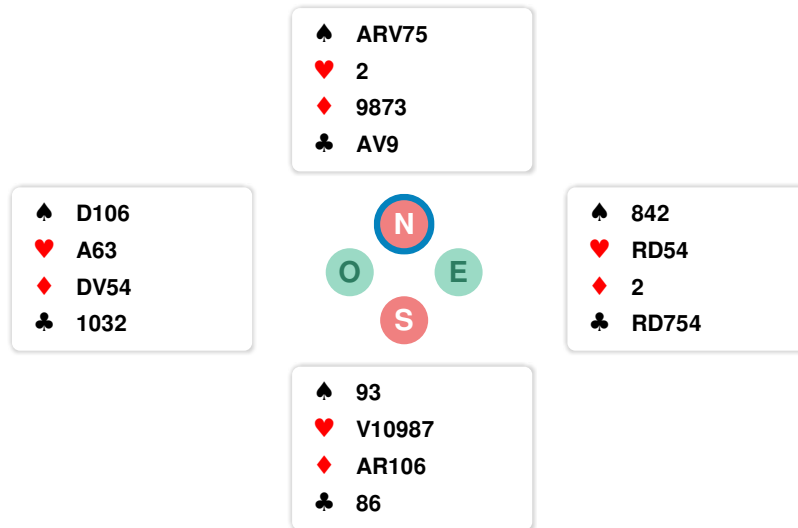 ♠ ARV75
♥ 2
♦ 9873
♣ AV9
♠ D106
♥ A63
♦ DV54
♣ 1032
N
O E
S
♠ 842
♥ RD54
♦ 2
♣ RD754
♠ 93
♥ V10987
♦ AR106
♣ 86